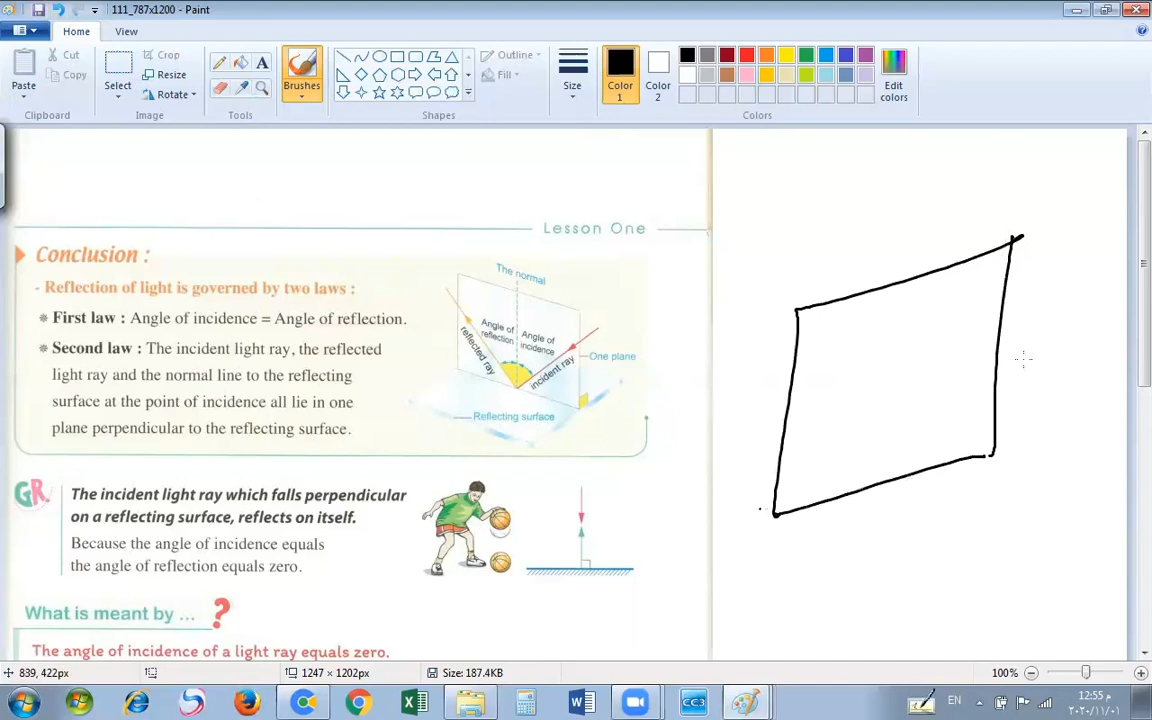 111_787x1200 - Paint
Home
View
Paste
Cut
Copy
Clipboard
Select
Crop
Resize
Rotate
Image
A
Tools
Brushes
Outline
Fill
Shapes
Size
Color 1
Color 2
Edit colors
Colors
Lesson One
Conclusion :
- Reflection of light is governed by two laws :
First law : Angle of incidence = Angle of reflection.
Second law : The incident light ray, the reflected
light ray and the normal line to the reflecting
surface at the point of incidence all lie in one
plane perpendicular to the reflecting surface.
The normal
Angle of reflection
Angle of incidence
reflected ray
incident ray
One plane
Reflecting surface
GR.
The incident light ray which falls perpendicular
on a reflecting surface, reflects on itself.
Because the angle of incidence equals
the angle of reflection equals zero.
What is meant by ... ?
The angle of incidence of a light ray equals zero.
839, 422px
1247 × 1202px
Size: 187.4KB
100%
CC3
EN
12:55 م
٢٠٢٠/١١/٠١